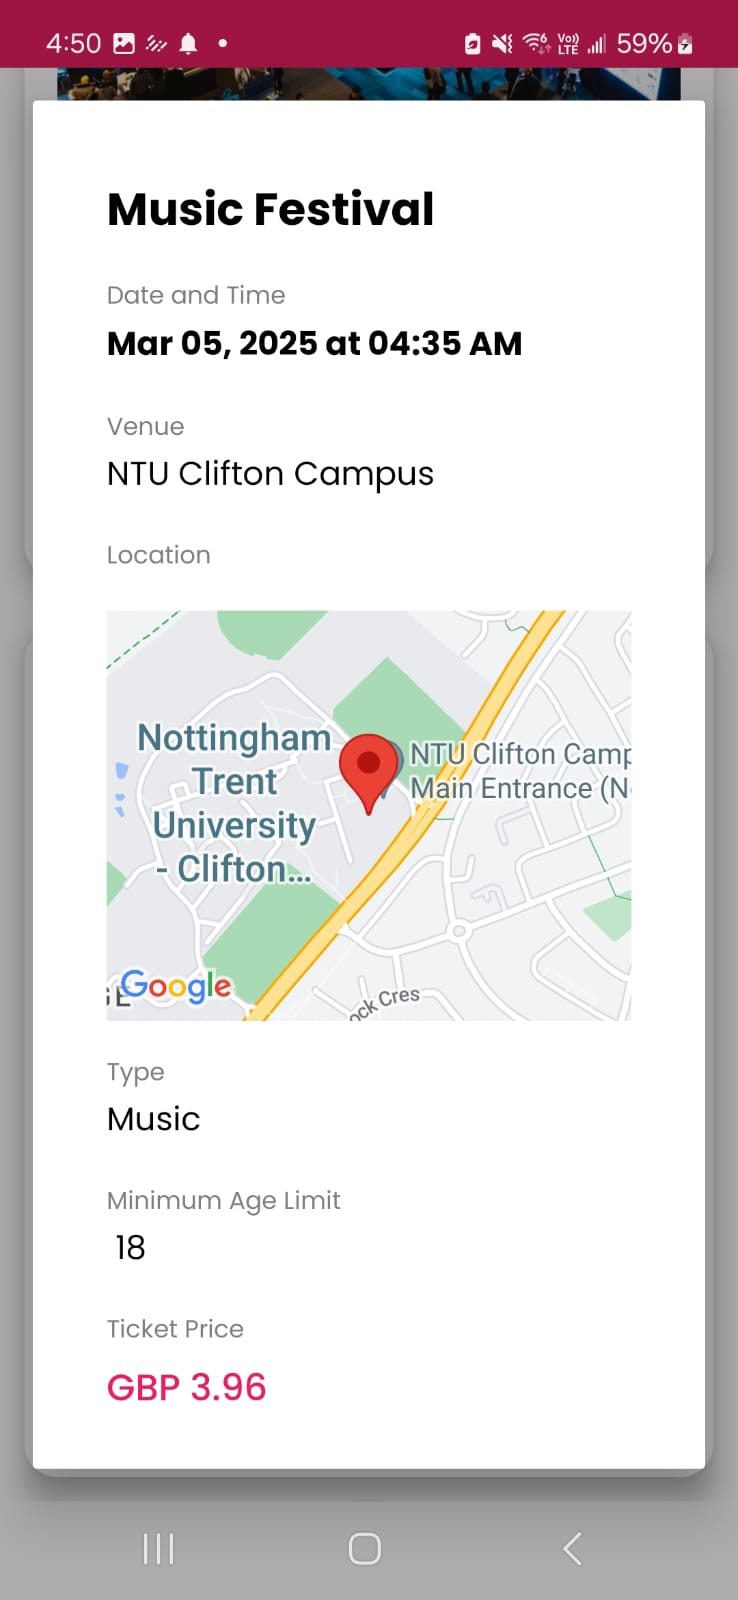 4:50
VoLTE 59%
Music Festival
Date and Time
Mar 05, 2025 at 04:35 AM
Venue
NTU Clifton Campus
Location
Nottingham
Trent
University
- Clifton...
NTU Clifton Camp
Main Entrance (N
Google
ock Cres
Type
Music
Minimum Age Limit
18
Ticket Price
GBP 3.96